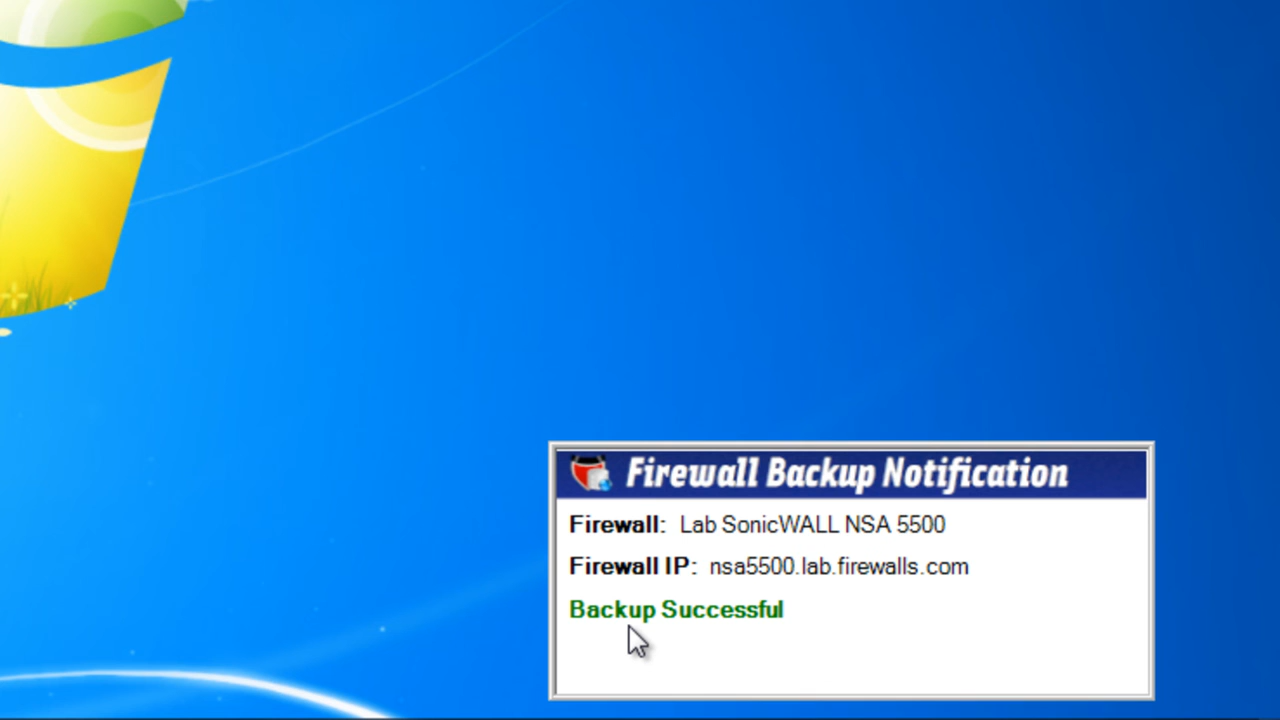 Firewall Backup Notification
Firewall: Lab SonicWALL NSA 5500
Firewall IP: nsa5500.lab.firewalls.com
Backup Successful